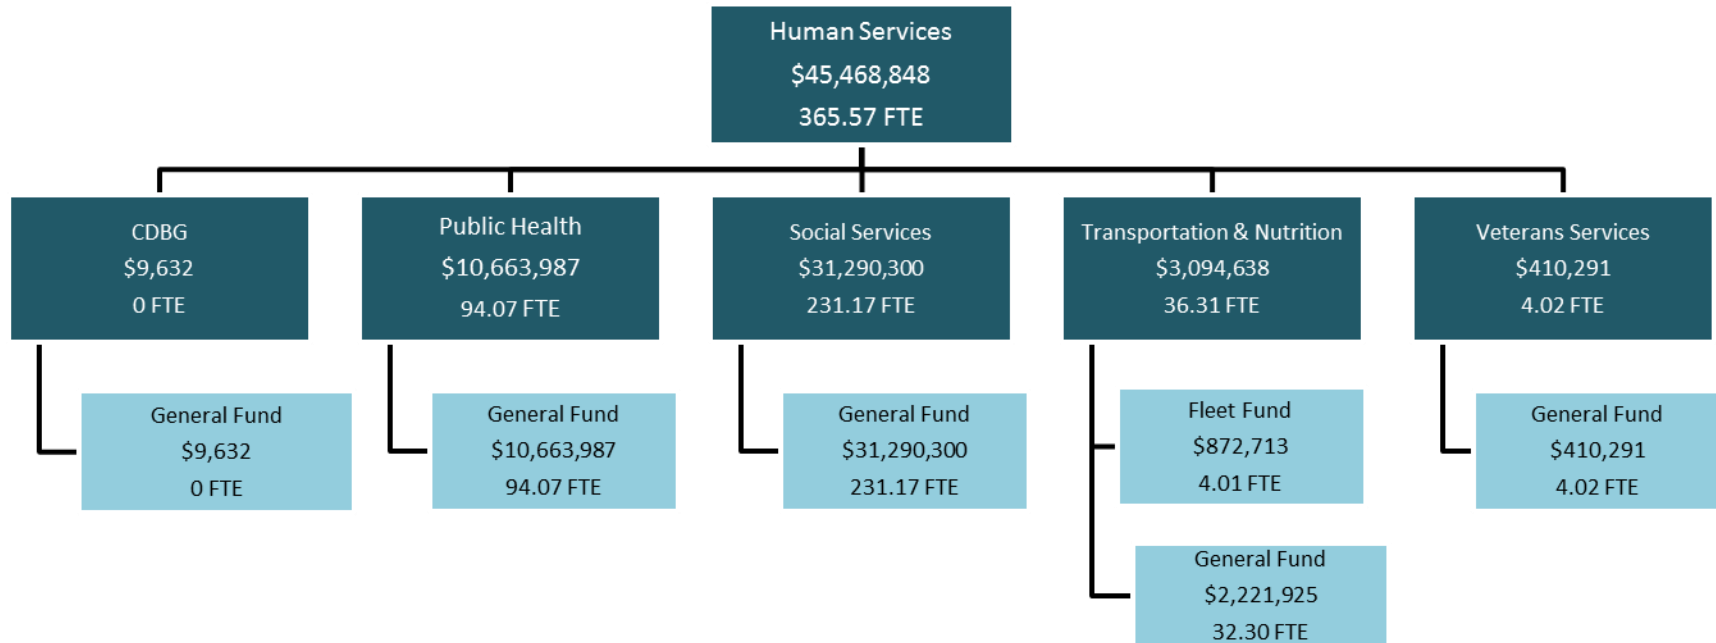 Human Services
$45,468,848
365.57 FTE
CDBG
$9,632
0 FTE
Public Health
$10,663,987
94.07 FTE
Social Services
$31,290,300
231.17 FTE
Transportation & Nutrition
$3,094,638
36.31 FTE
Veterans Services
$410,291
4.02 FTE
General Fund
$9,632
0 FTE
General Fund
$10,663,987
94.07 FTE
General Fund
$31,290,300
231.17 FTE
Fleet Fund
$872,713
4.01 FTE
General Fund
$2,221,925
32.30 FTE
General Fund
$410,291
4.02 FTE